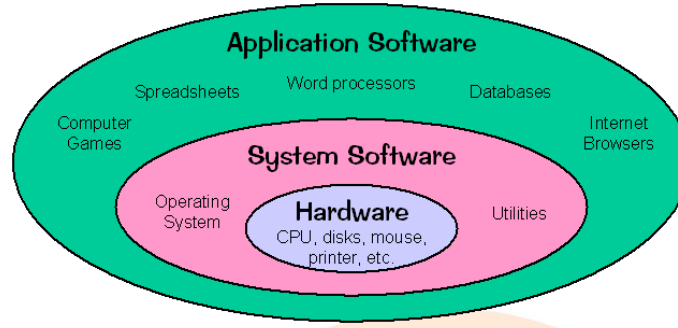 Application Software
Word processors
Spreadsheets
Databases
Computer
Games
Internet
Browsers
System Software
Operating
System
Utilities
Hardware
CPU, disks, mouse,
printer, etc.